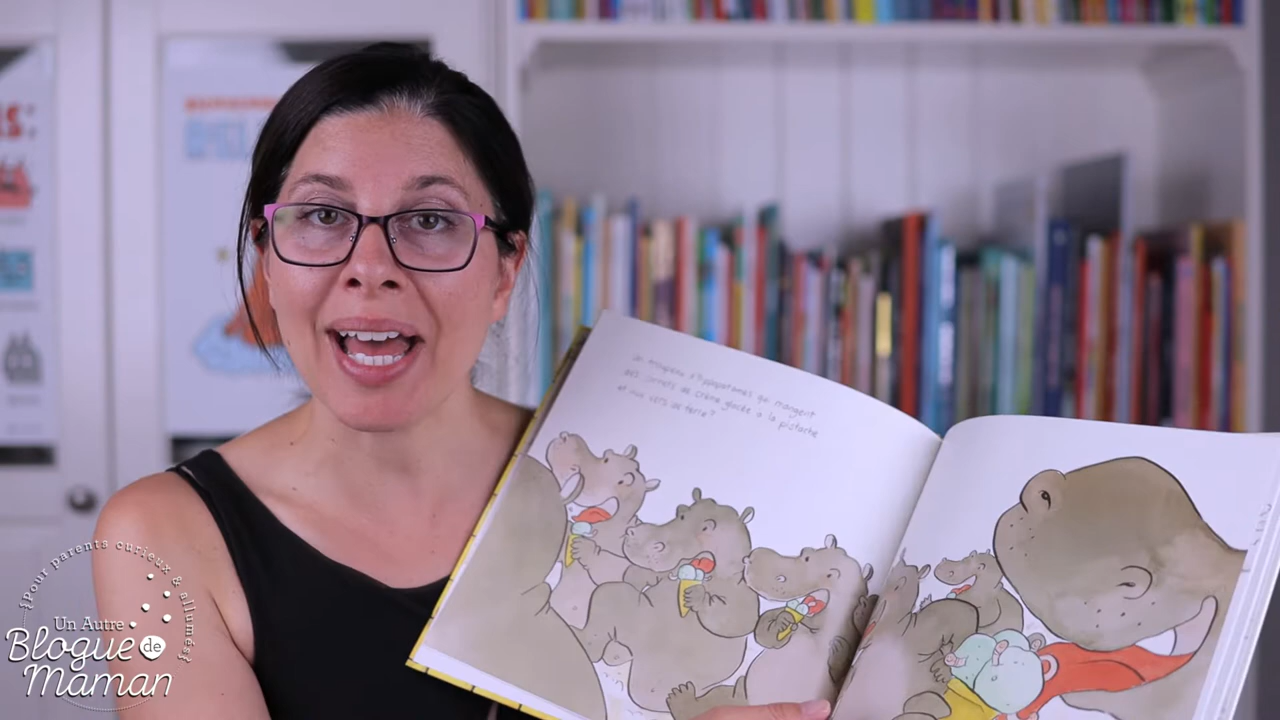 Un troupeau d'hippopotames qui mangent
des cornets de crème glacée à la pistache
et aux vers de terre?
{Pour parents curieux & allumés}
Un Autre
Blogue de
Maman